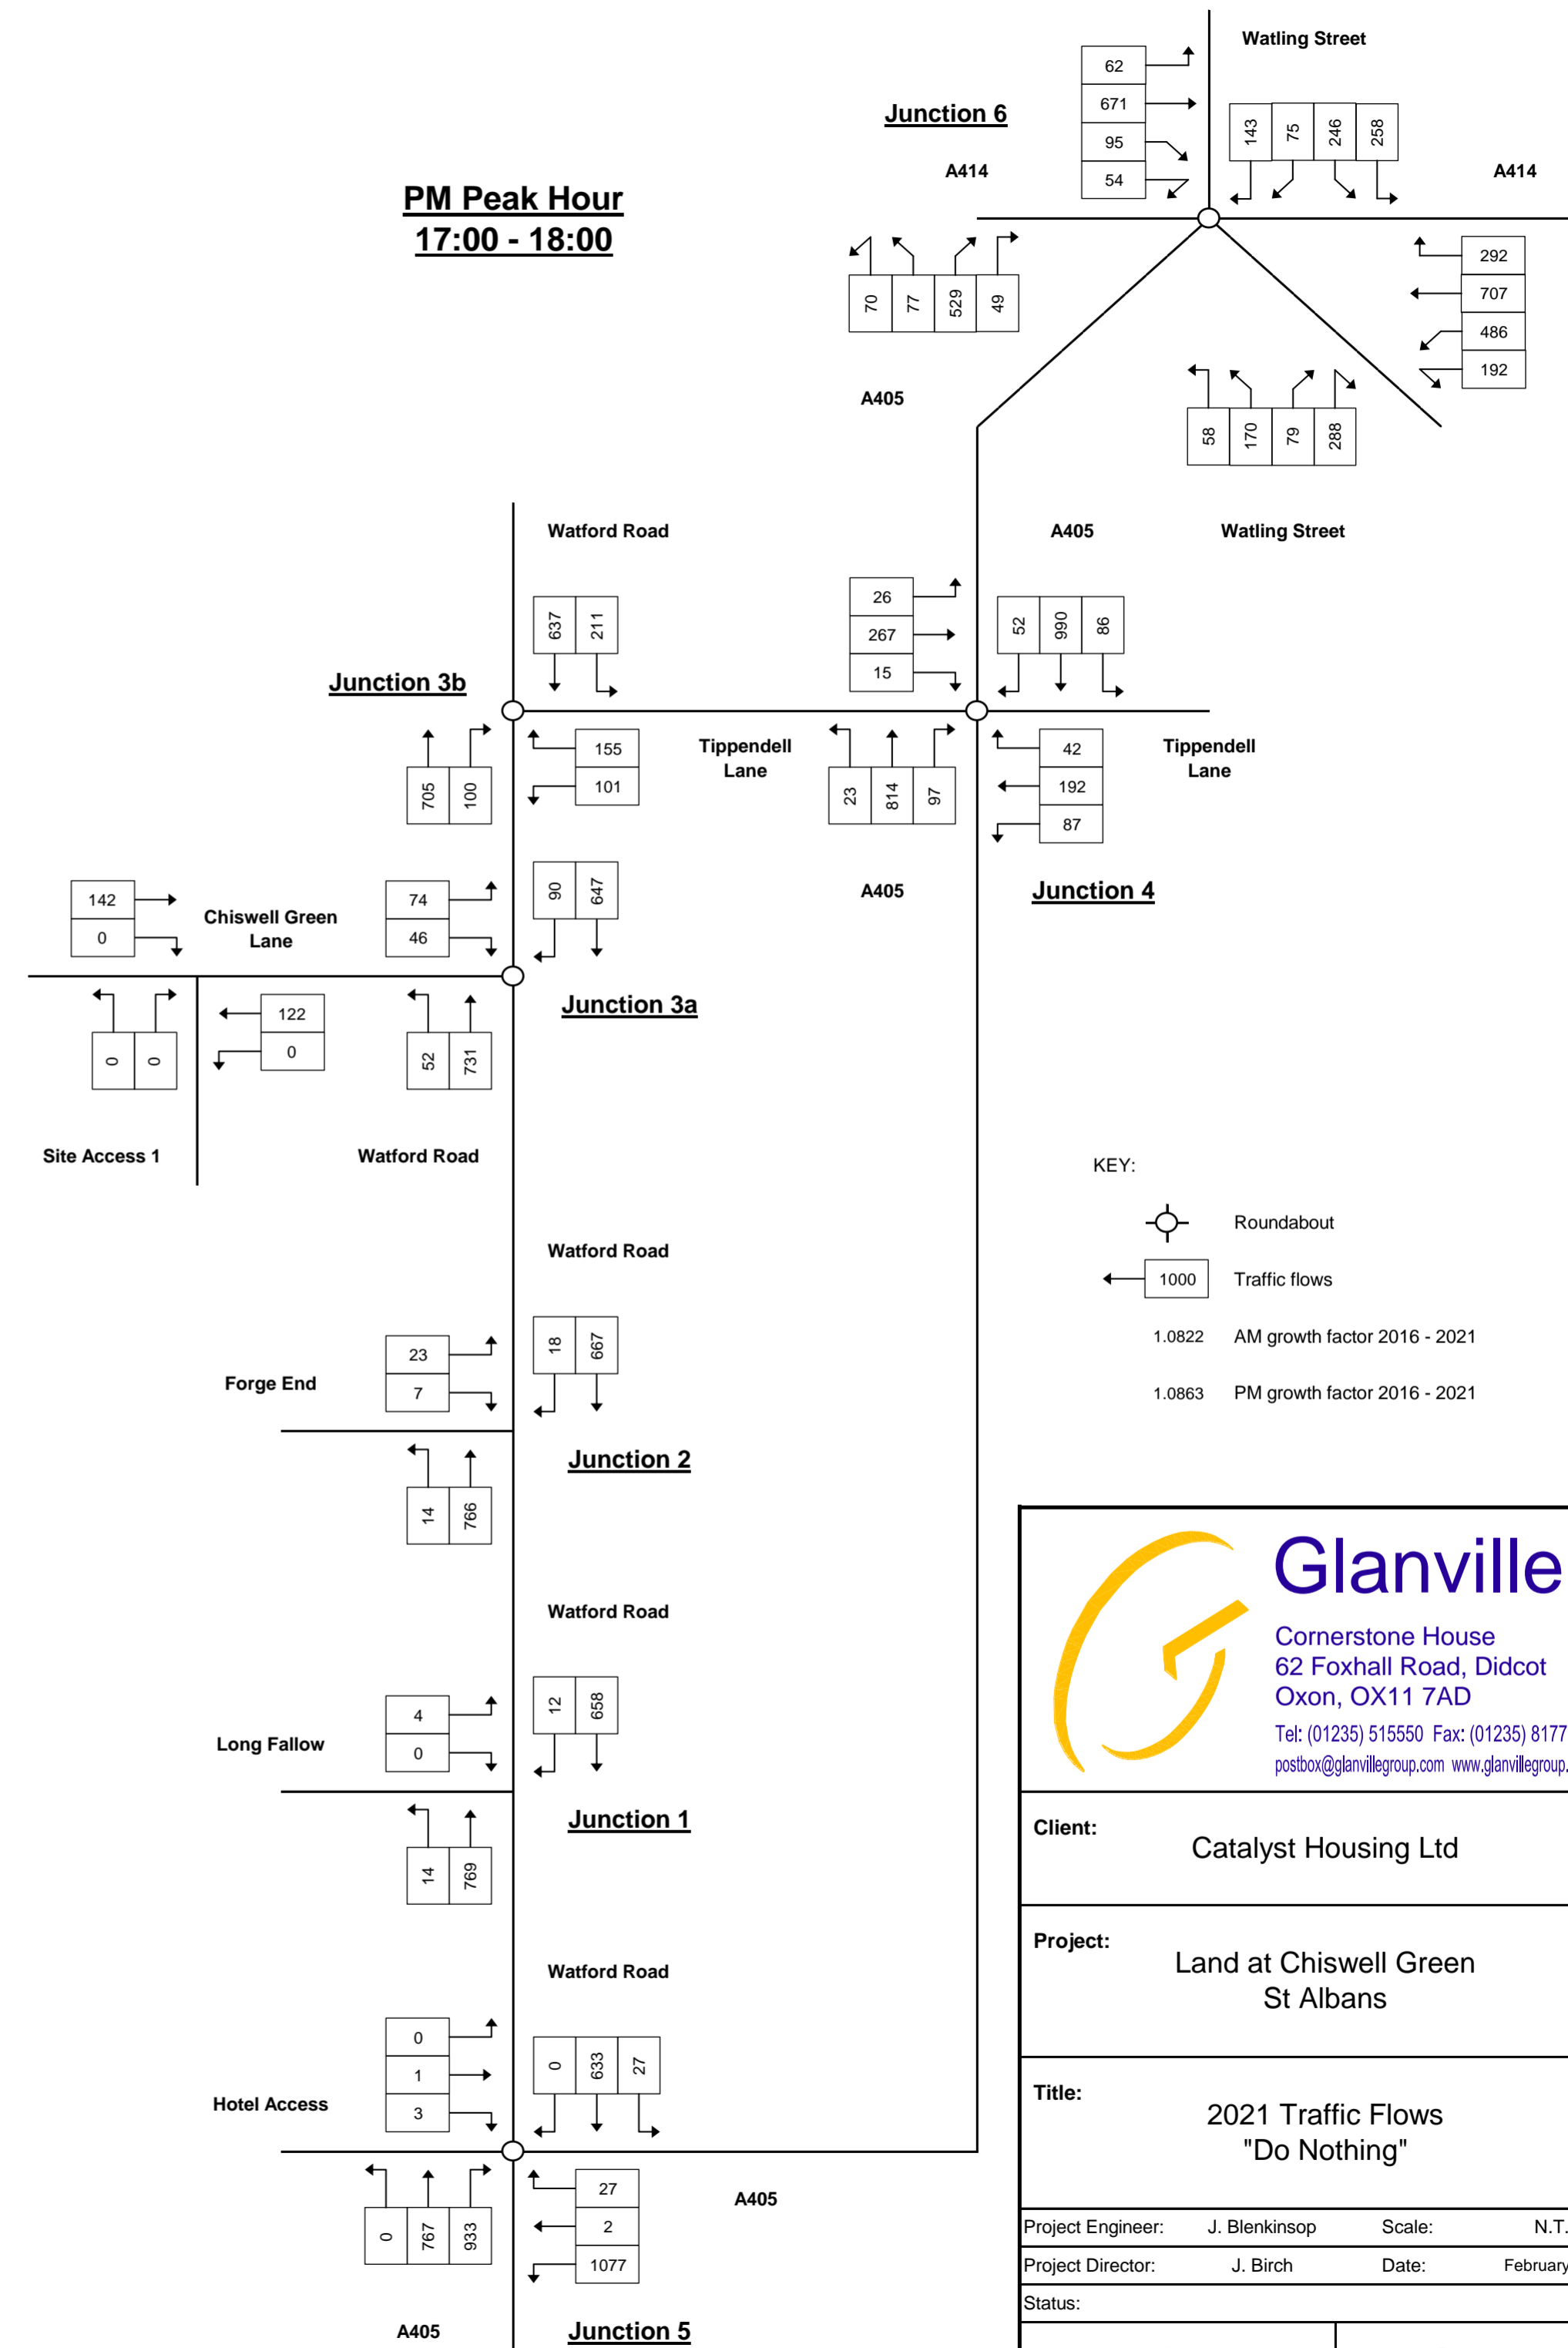 Watling Street
62
671
95
54
Junction 6
143 75 246 258
A414
A414
PM Peak Hour
17:00 - 18:00
70 77 529 49
292
707
486
192
A405
58 170 79 288
Watford Road
A405
Watling Street
637 211
26
267
15
52 990 86
Junction 3b
705 100
155
101
Tippendell
Lane
23 814 97
42
192
87
Tippendell
Lane
A405
Junction 4
142
0
Chiswell Green
Lane
74
46
90 647
Junction 3a
0 0
122
0
52 731
Site Access 1
Watford Road
KEY:
Roundabout
1000 Traffic flows
1.0822 AM growth factor 2016 - 2021
1.0863 PM growth factor 2016 - 2021
Watford Road
Forge End
23
7
18 667
Junction 2
14 766
Watford Road
Long Fallow
4
0
12 658
Junction 1
14 769
Watford Road
Hotel Access
0
1
3
0 633 27
0 767 933
27
2
1077
A405
A405
Junction 5
Glanville
Cornerstone House
62 Foxhall Road, Didcot
Oxon, OX11 7AD
Tel: (01235) 515550 Fax: (01235) 8177
postbox@glanvillegroup.com www.glanvillegroup.
Client:
Catalyst Housing Ltd
Project:
Land at Chiswell Green
St Albans
Title:
2021 Traffic Flows
"Do Nothing"
Project Engineer: J. Blenkinsop Scale: N.T.
Project Director: J. Birch Date: February
Status: